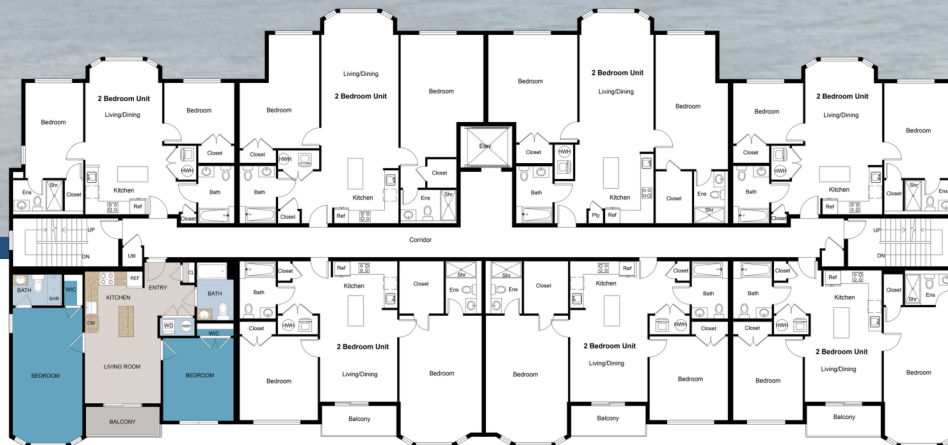 2 Bedroom Unit
Living/Dining
Bedroom
Bedroom
Closet
HWH
Kitchen
Bath
Ens
Shr
Closet
Closet
Ref
Living/Dining
2 Bedroom Unit
Bedroom
Bedroom
Closet
HWH
Bath
Closet
Kitchen
Ref
Closet
Ens
Shr
Elev.
2 Bedroom Unit
Living/Dining
Bedroom
Bedroom
Closet
HWH
Bath
Kitchen
Pty
Ref
Closet
Ens
Shr
2 Bedroom Unit
Living/Dining
Bedroom
Bedroom
Closet
HWH
Bath
Closet
Kitchen
Ref
Closet
Shr
Ens
UP
DN
Util
Corridor
UP
DN
BATH
SHR
WIC
KITCHEN
REF
DW
ENTRY
CL
BATH
WD
HWH
WIC
BEDROOM
LIVING ROOM
BEDROOM
BALCONY
Closet
Bath
HWH
Closet
Ref
Kitchen
Closet
Shr
Ens
2 Bedroom Unit
Living/Dining
Bedroom
Bedroom
Balcony
Shr
Ens
Closet
Ref
Kitchen
Closet
Bath
HWH
Closet
2 Bedroom Unit
Living/Dining
Bedroom
Bedroom
Balcony
Closet
Bath
HWH
Closet
Ref
Kitchen
Closet
Shr
Ens
2 Bedroom Unit
Living/Dining
Bedroom
Bedroom
Balcony